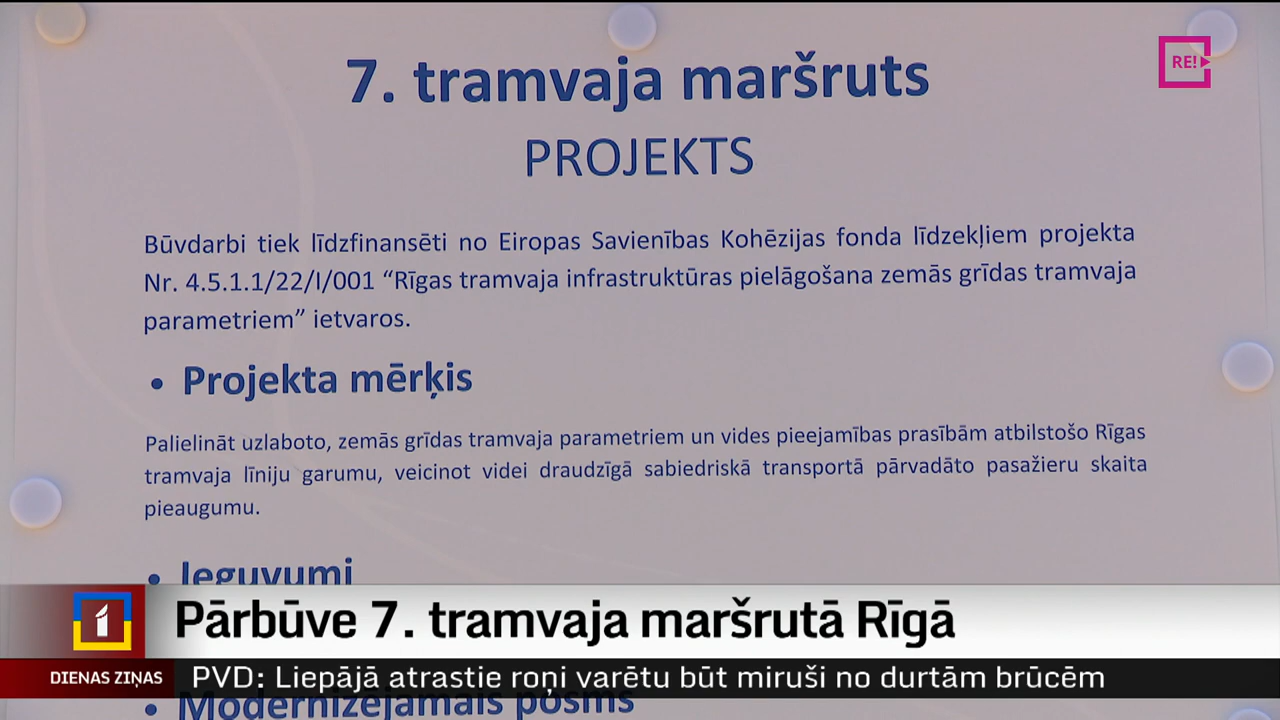 7. tramvaja maršruts
RE!
PROJEKTS
Būvdarbi tiek līdzfinansēti no Eiropas Savienības Kohēzijas fonda līdzekļiem projekta
Nr. 4.5.1.1/22/I/001 “Rīgas tramvaja infrastruktūras pielāgošana zemās grīdas tramvaja
parametriem” ietvaros.
• Projekta mērķis
Palielināt uzlaboto, zemās grīdas tramvaja parametriem un vides pieejamības prasībām atbilstošo Rīgas
tramvaja līniju garumu, veicinot videi draudzīgā sabiedriskā transportā pārvadāto pasažieru skaita
pieaugumu.
• Ieguvumi
1
Pārbūve 7. tramvaja maršrutā Rīgā
DIENAS ZIŅAS
PVD: Liepājā atrastie roņi varētu būt miruši no durtām brūcēm
• Modernizējamais posms